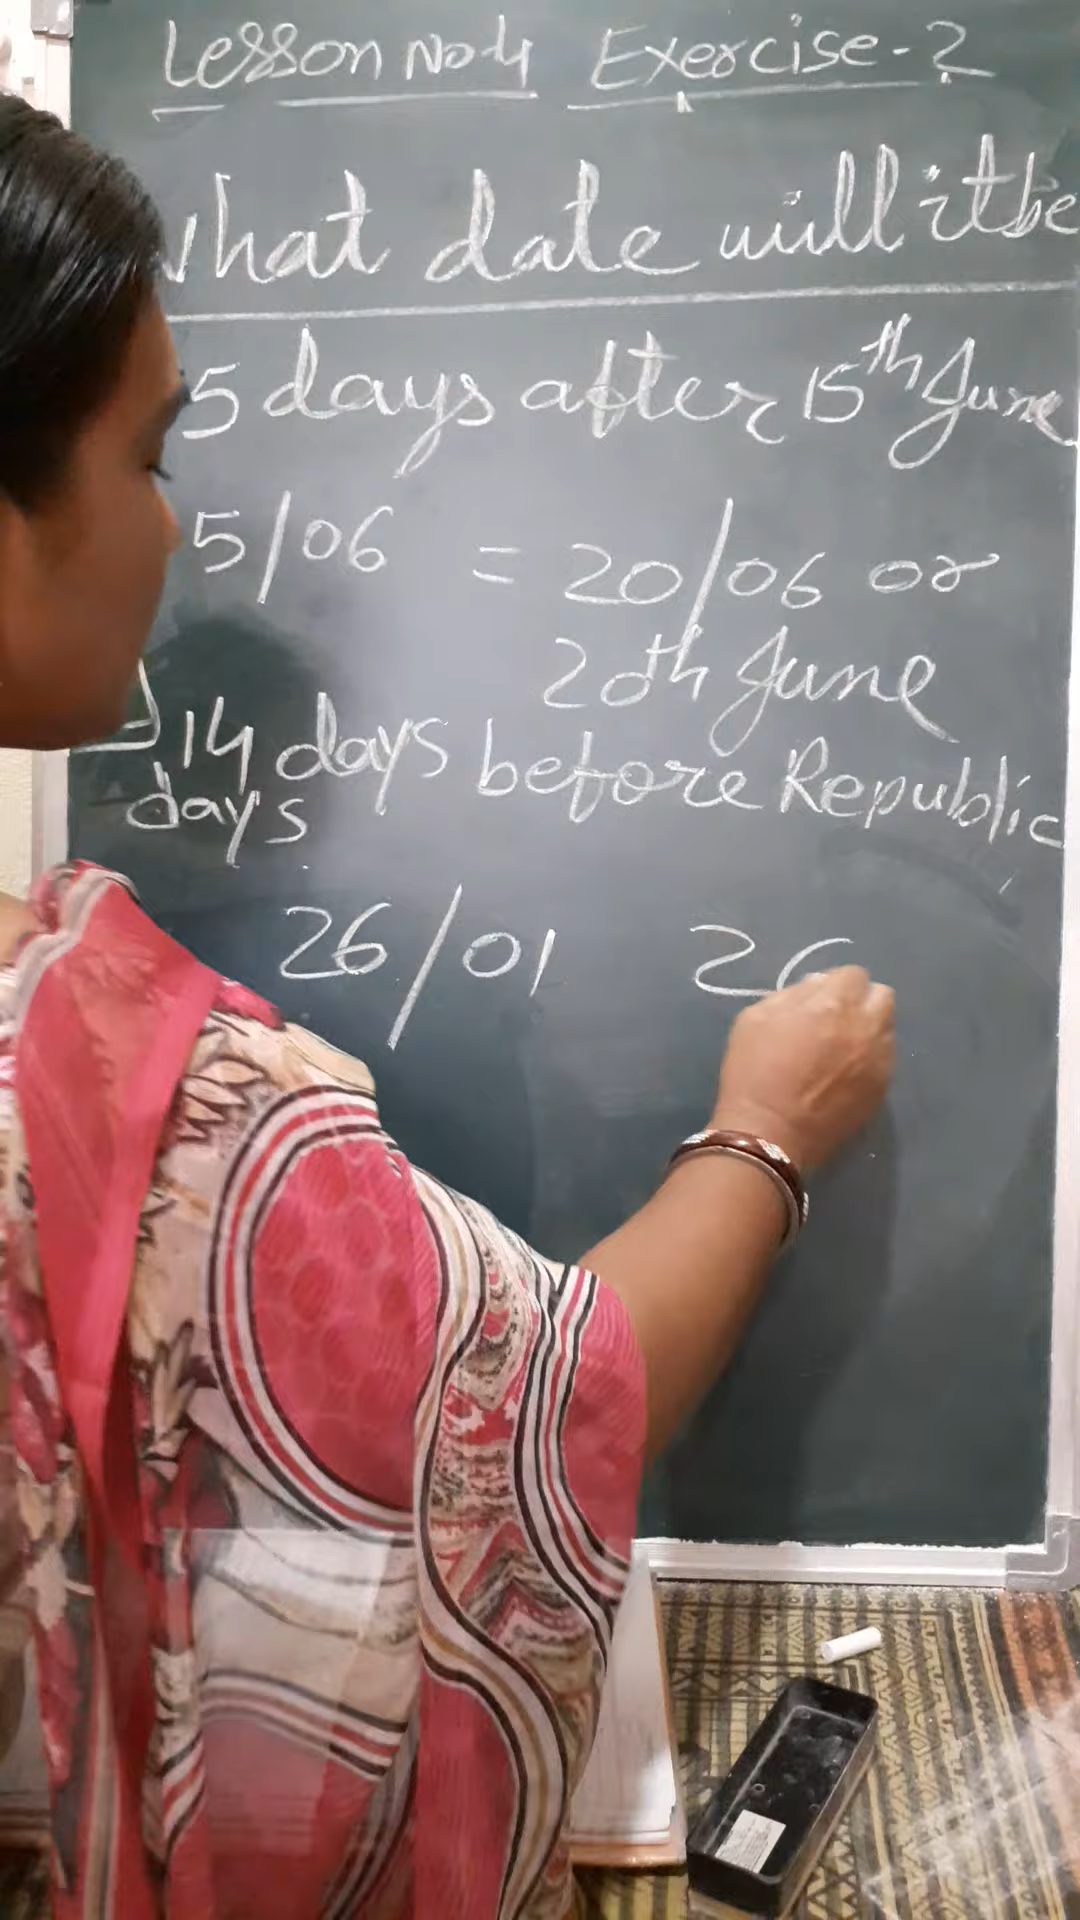 Lesson No 4 Exercise-2
what date will it be
5 days after 15th June
5/06 = 20/06 or
20th June
14 days before Republic
days
26/01 26